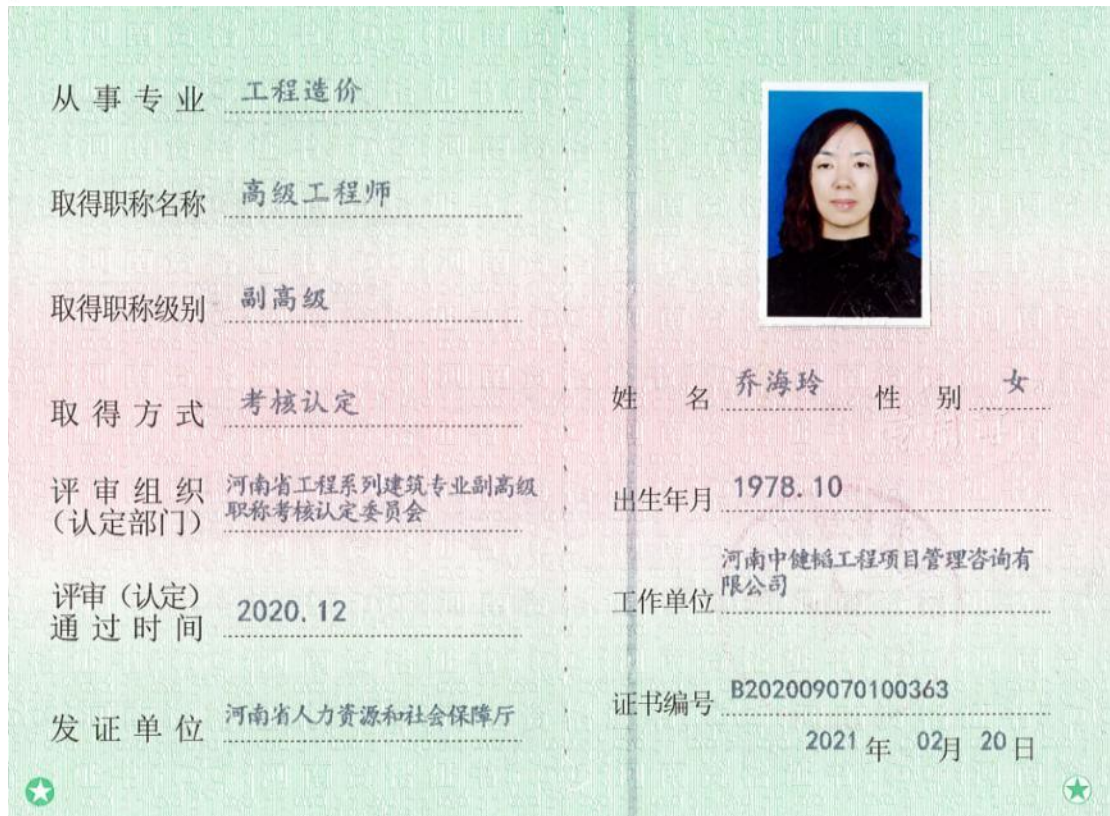 从事专业 工程造价
取得职称名称 高级工程师
取得职称级别 副高级
取得方式 考核认定
评审组织 河南省工程系列建筑专业副高级
（认定部门） 职称考核认定委员会
评审（认定） 2020.12
通过时间
发证单位 河南省人力资源和社会保障厅
姓名 乔海玲 性别 女
出生年月 1978.10
河南中健韬工程项目管理咨询有
工作单位 限公司
证书编号 B202009070100363
2021年 02月 20日